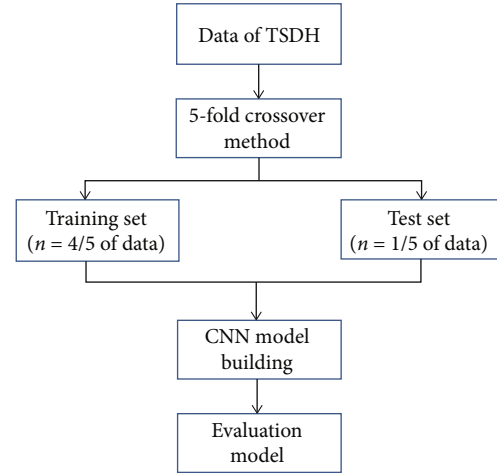 Data of TSDH
5-fold crossover
method
Training set
(n = 4/5 of data)
Test set
(n = 1/5 of data)
CNN model
building
Evaluation
model